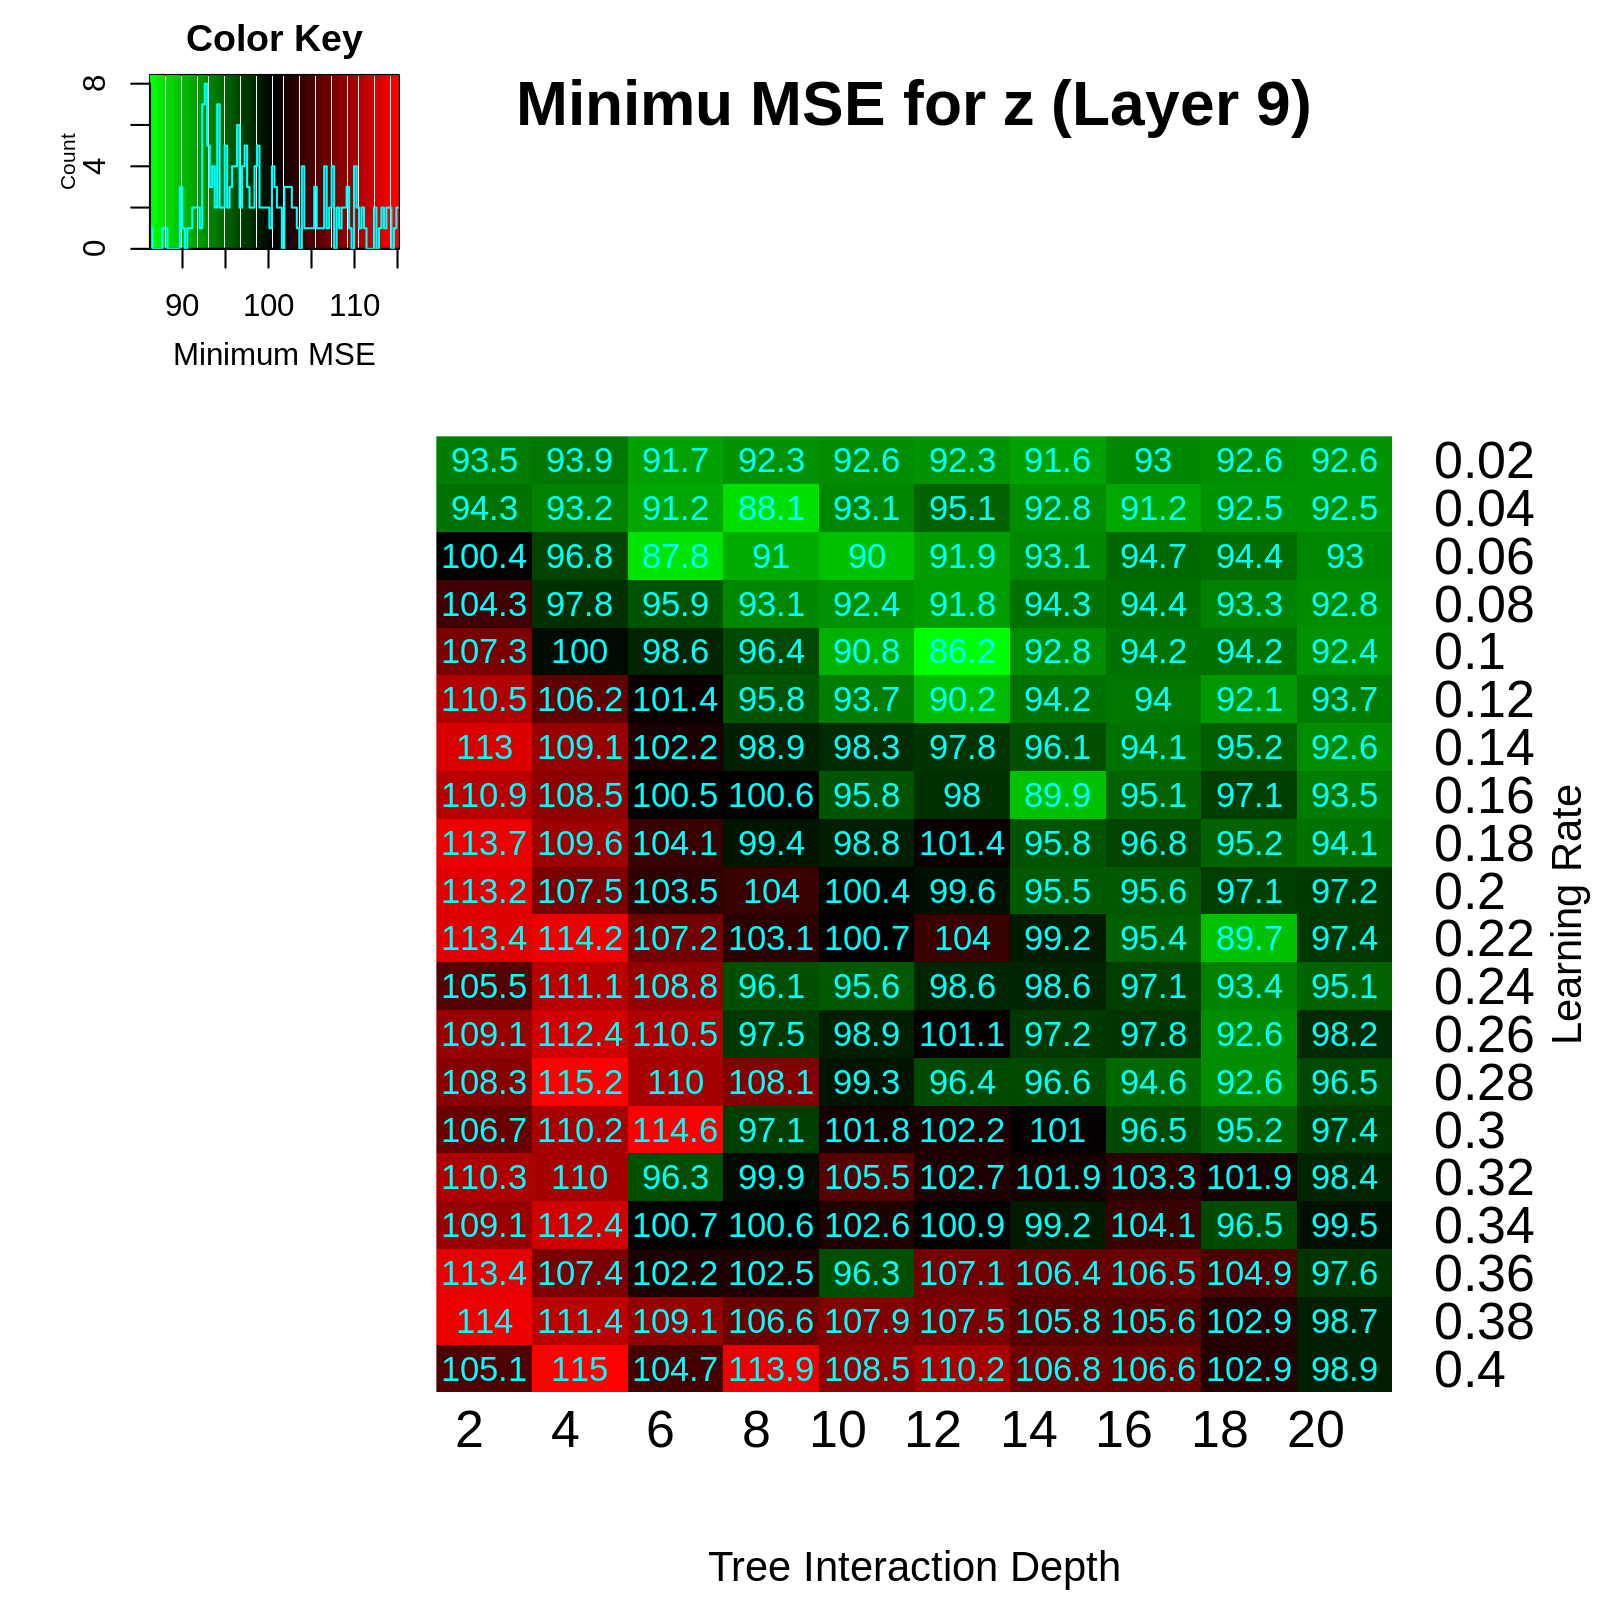 Color Key
Minimu MSE for z (Layer 9)
Count
0 4 8
90 100 110
Minimum MSE
93.5 93.9 91.7 92.3 92.6 92.3 91.6 93 92.6 92.6 0.02
94.3 93.2 91.2 88.1 93.1 95.1 92.8 91.2 92.5 92.5 0.04
100.4 96.8 87.8 91 90 91.9 93.1 94.7 94.4 93 0.06
104.3 97.8 95.9 93.1 92.4 91.8 94.3 94.4 93.3 92.8 0.08
107.3 100 98.6 96.4 90.8 86.2 92.8 94.2 94.2 92.4 0.1
110.5 106.2 101.4 95.8 93.7 90.2 94.2 94 92.1 93.7 0.12
113 109.1 102.2 98.9 98.3 97.8 96.1 94.1 95.2 92.6 0.14
110.9 108.5 100.5 100.6 95.8 98 89.9 95.1 97.1 93.5 0.16
113.7 109.6 104.1 99.4 98.8 101.4 95.8 96.8 95.2 94.1 0.18
113.2 107.5 103.5 104 100.4 99.6 95.5 95.6 97.1 97.2 0.2
113.4 114.2 107.2 103.1 100.7 104 99.2 95.4 89.7 97.4 0.22
105.5 111.1 108.8 96.1 95.6 98.6 98.6 97.1 93.4 95.1 0.24
109.1 112.4 110.5 97.5 98.9 101.1 97.2 97.8 92.6 98.2 0.26
108.3 115.2 110 108.1 99.3 96.4 96.6 94.6 92.6 96.5 0.28
106.7 110.2 114.6 97.1 101.8 102.2 101 96.5 95.2 97.4 0.3
110.3 110 96.3 99.9 105.5 102.7 101.9 103.3 101.9 98.4 0.32
109.1 112.4 100.7 100.6 102.6 100.9 99.2 104.1 96.5 99.5 0.34
113.4 107.4 102.2 102.5 96.3 107.1 106.4 106.5 104.9 97.6 0.36
114 111.4 109.1 106.6 107.9 107.5 105.8 105.6 102.9 98.7 0.38
105.1 115 104.7 113.9 108.5 110.2 106.8 106.6 102.9 98.9 0.4
Learning Rate
2 4 6 8 10 12 14 16 18 20
Tree Interaction Depth